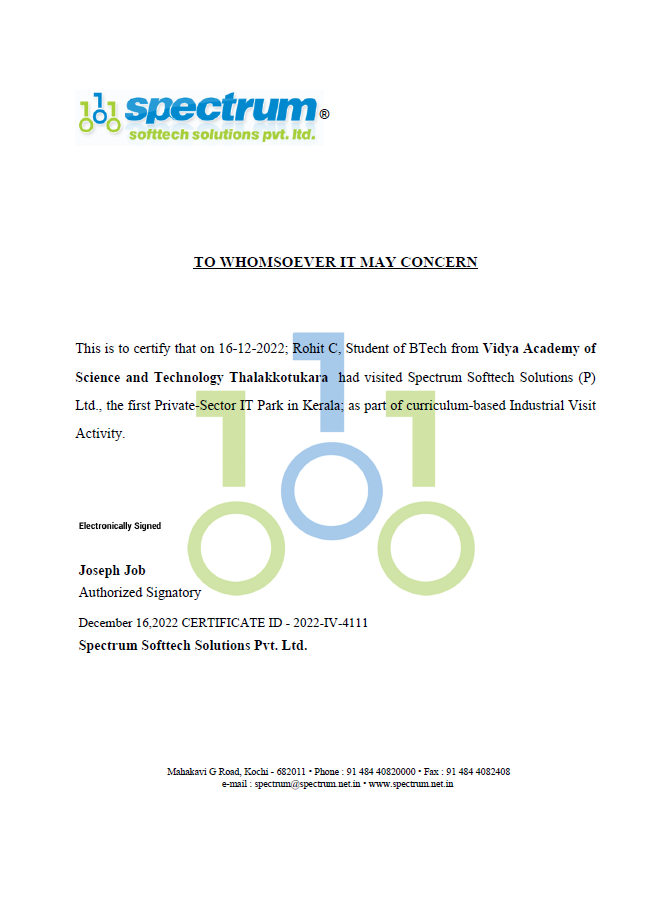 spectrum®
softtech solutions pvt. ltd.
TO WHOMSOEVER IT MAY CONCERN
This is to certify that on 16-12-2022; Rohit C, Student of BTech from Vidya Academy of
Science and Technology Thalakkotukara had visited Spectrum Softtech Solutions (P)
Ltd., the first Private-Sector IT Park in Kerala; as part of curriculum-based Industrial Visit
Activity.
Electronically Signed
Joseph Job
Authorized Signatory
December 16,2022 CERTIFICATE ID - 2022-IV-4111
Spectrum Softtech Solutions Pvt. Ltd.
Mahakavi G Road, Kochi - 682011 • Phone : 91 484 40820000 • Fax : 91 484 4082408
e-mail : spectrum@spectrum.net.in • www.spectrum.net.in